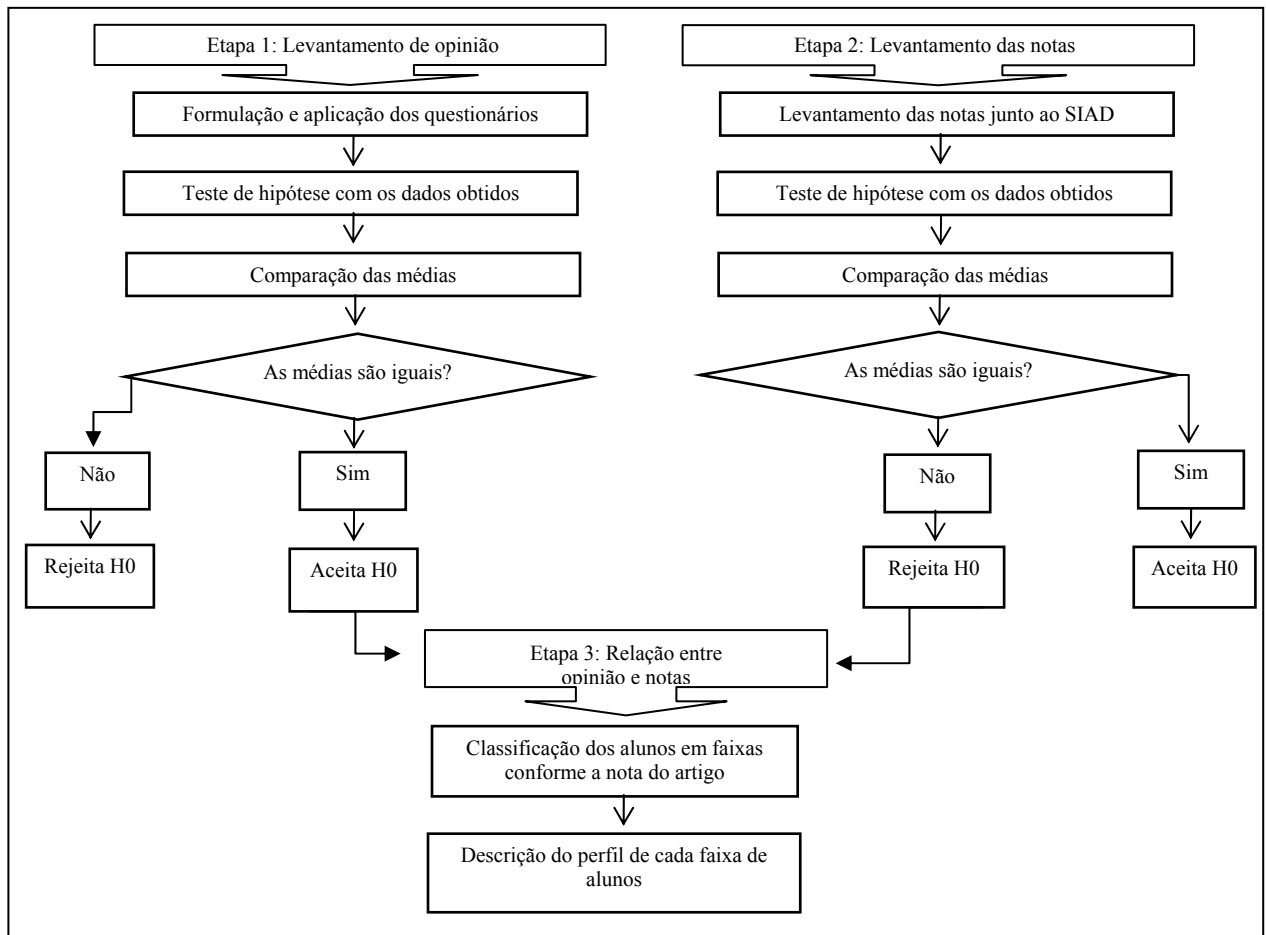 Etapa 1: Levantamento de opinião
Formulação e aplicação dos questionários
Teste de hipótese com os dados obtidos
Comparação das médias
As médias são iguais?
Não
Sim
Rejeita H0
Aceita H0
Etapa 2: Levantamento das notas
Levantamento das notas junto ao SIAD
Teste de hipótese com os dados obtidos
Comparação das médias
As médias são iguais?
Não
Sim
Rejeita H0
Aceita H0
Etapa 3: Relação entre
opinião e notas
Classificação dos alunos em faixas
conforme a nota do artigo
Descrição do perfil de cada faixa de
alunos